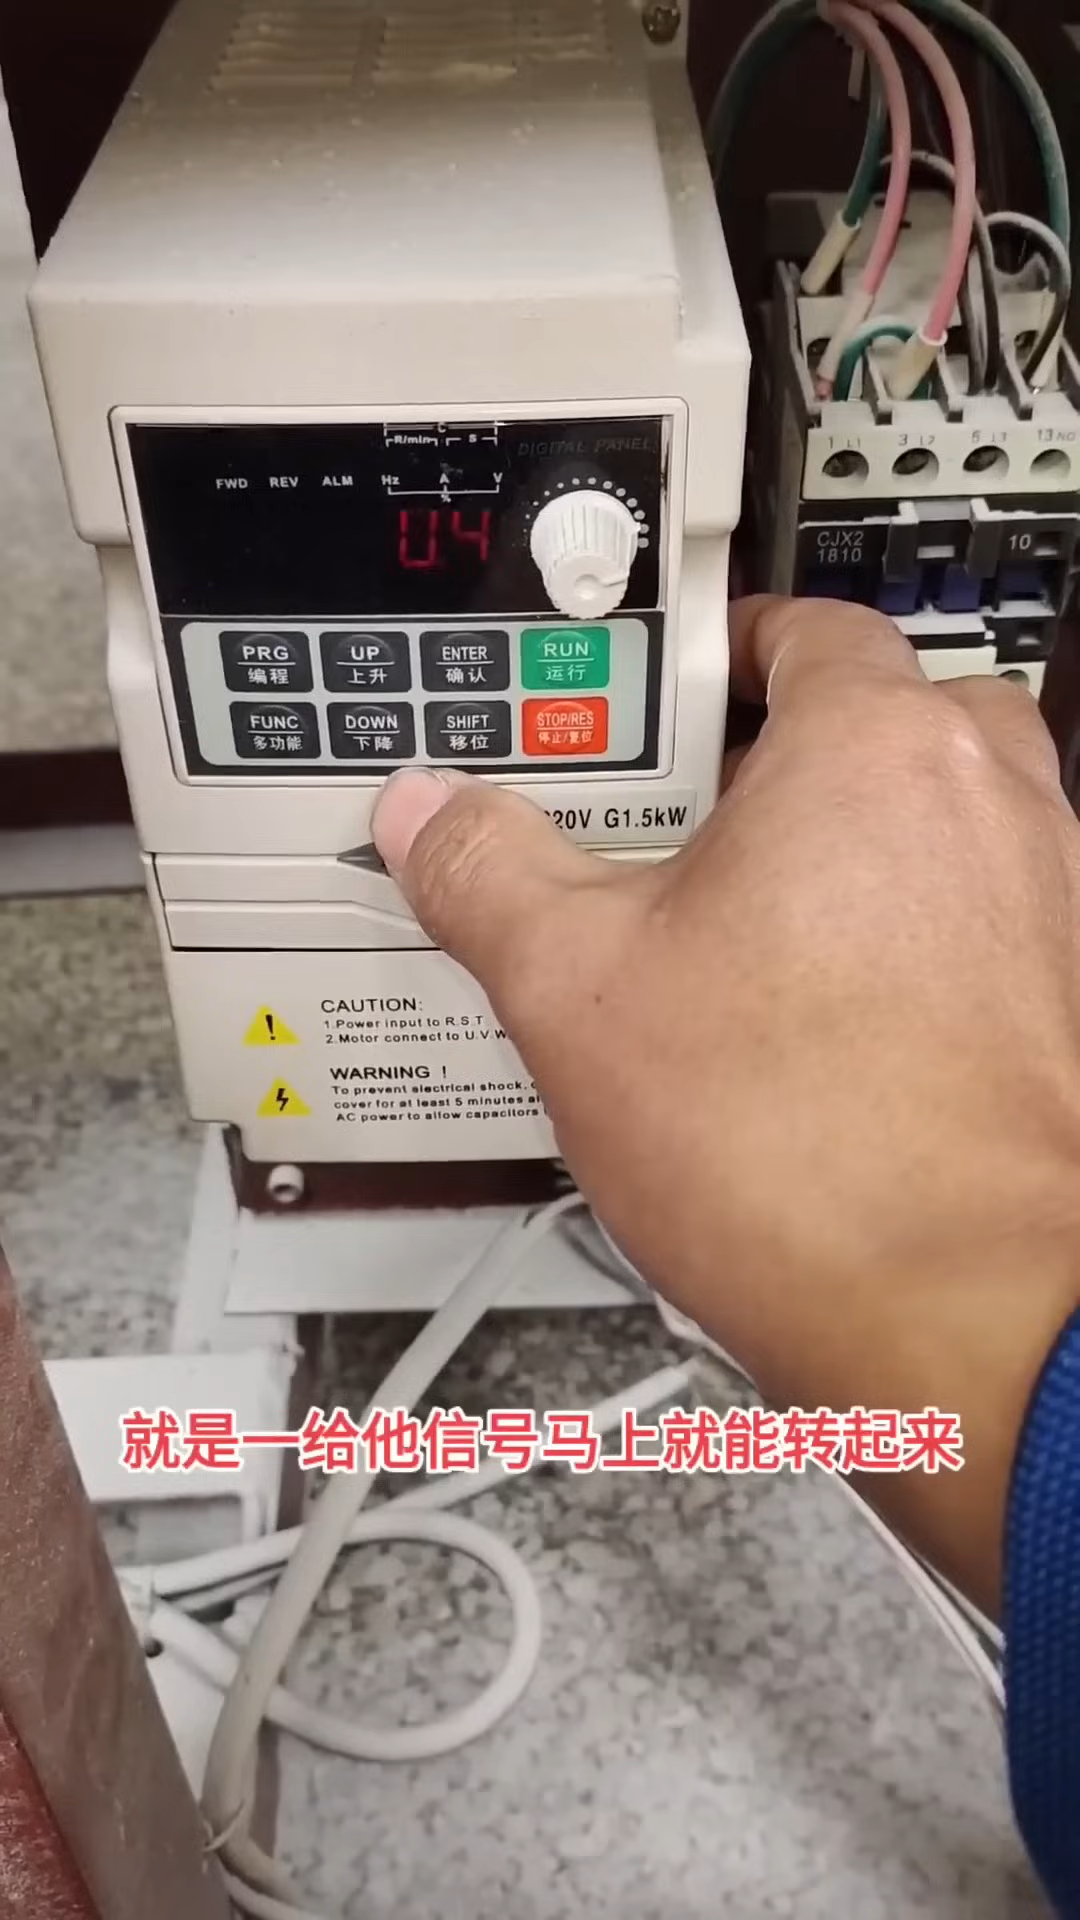 C
R/min
S
DIGITAL PANEL
FWD REV ALM Hz A V
%
0.4
PRG
编程
UP
上升
ENTER
确认
RUN
运行
FUNC
多功能
DOWN
下降
SHIFT
移位
STOP/RES
停止/复位
20V G1.5kW
1 L1 3 L2 5 L3 13 NO
CJX2
1810
10
CAUTION:
1.Power input to R.S.T
2.Motor connect to U.V.W
WARNING !
To prevent electrical shock,
cover for at least 5 minutes
AC power to allow capacitors
就是一给他信号马上就能转起来